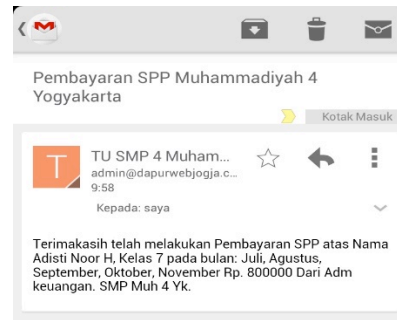 Pembayaran SPP Muhammadiyah 4
Yogyakarta
Kotak Masuk
T
TU SMP 4 Muham...
admin@dapurwebjogja.c...
9:58
Kepada: saya
Terimakasih telah melakukan Pembayaran SPP atas Nama
Adisti Noor H, Kelas 7 pada bulan: Juli, Agustus,
September, Oktober, November Rp. 800000 Dari Adm
keuangan. SMP Muh 4 Yk.